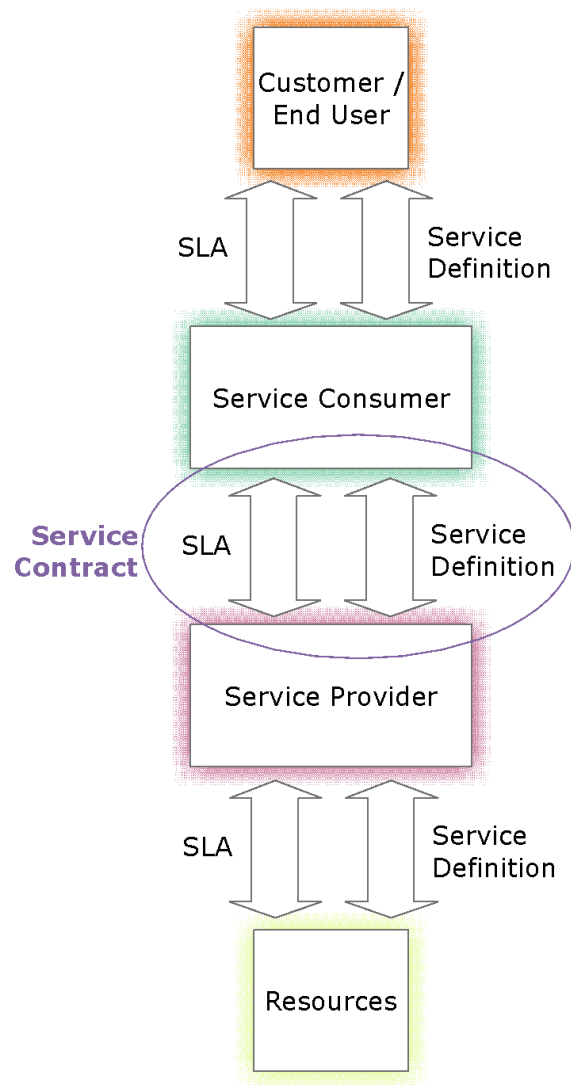 Customer /
End User
SLA
Service
Definition
Service Consumer
Service
Contract
SLA
Service
Definition
Service Provider
SLA
Service
Definition
Resources